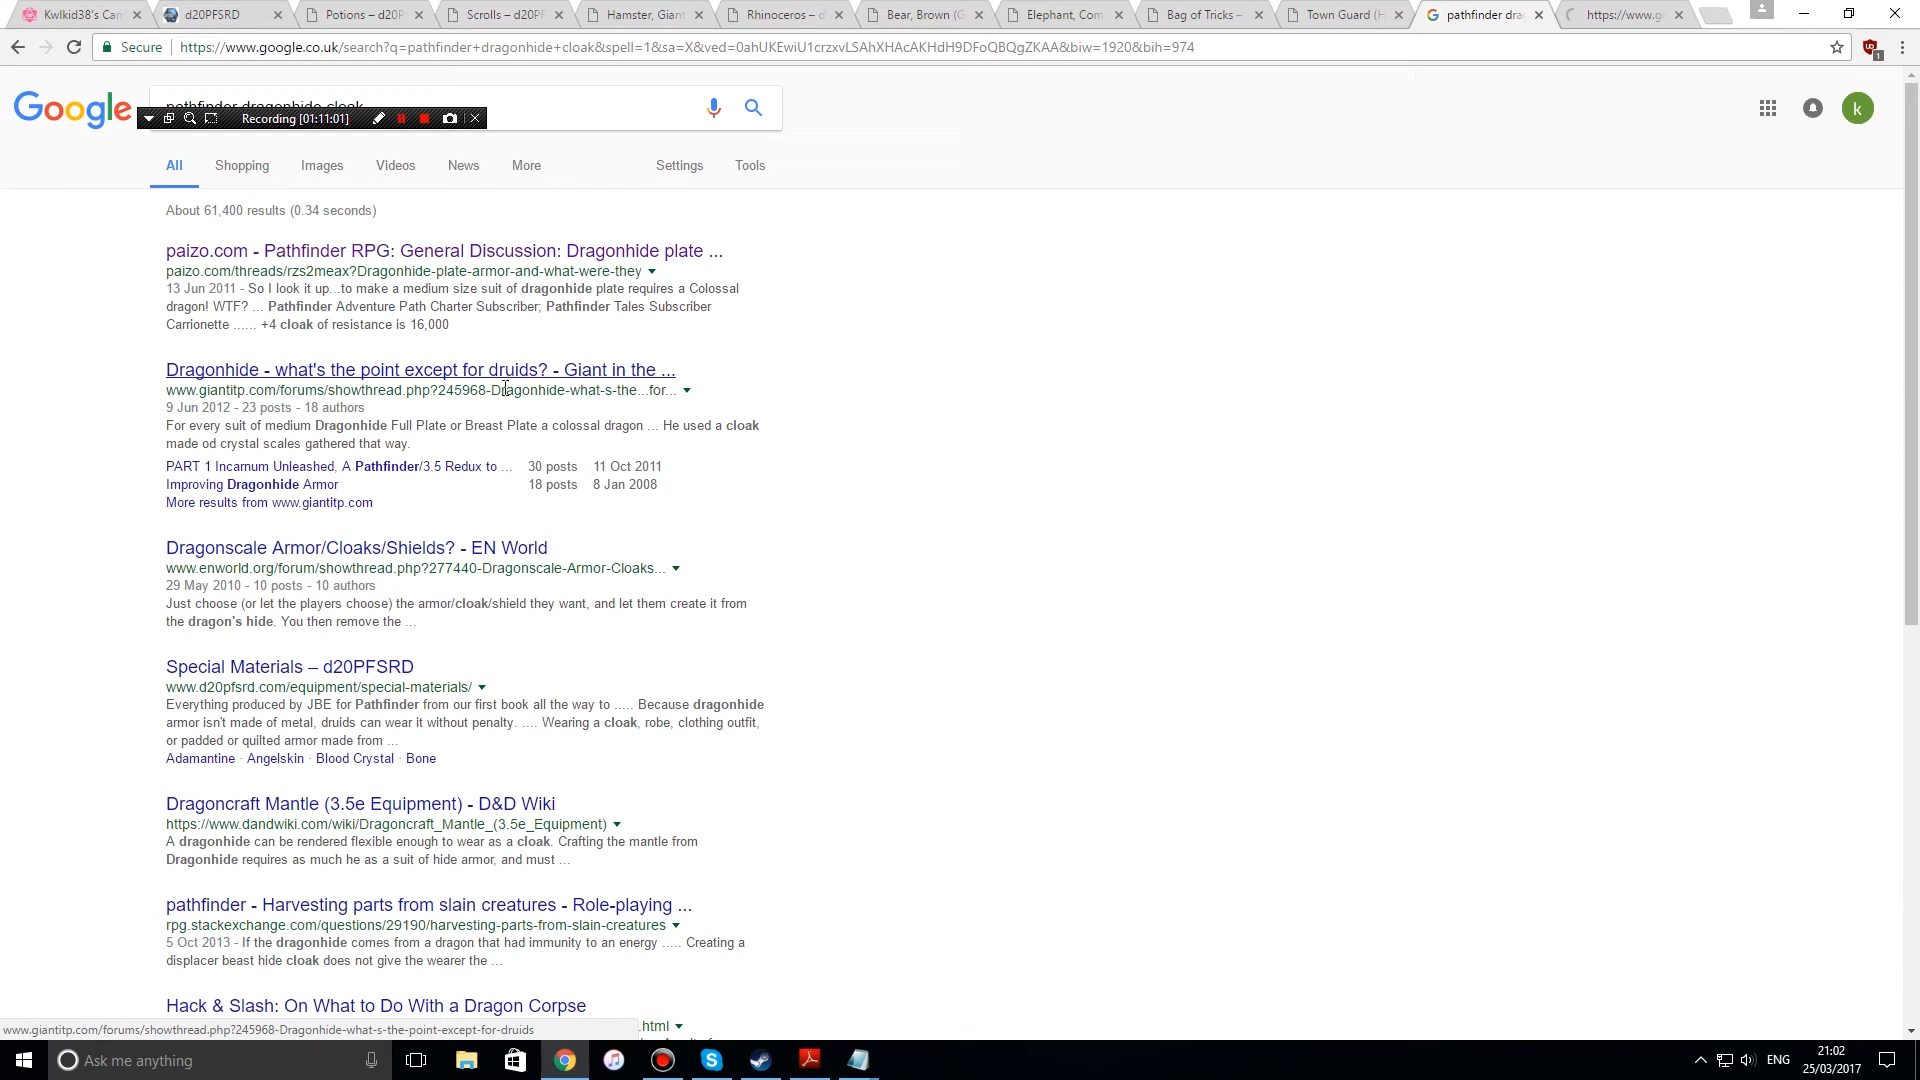 Kwlkid38's Cam
d20PFSRD
Potions – d20P
Scrolls – d20PF
Hamster, Giant
Rhinoceros – d
Bear, Brown (G
Elephant, Com
Bag of Tricks –
Town Guard (H
pathfinder drag
https://www.go
Secure
https://www.google.co.uk/search?q=pathfinder+dragonhide+cloak&spell=1&sa=X&ved=0ahUKEwiU1crzxvLSAhXHAcAKHdH9DFoQBQgZKAA&biw=1920&bih=974
1
Google
pathfinder dragonhide cloak
Recording [01:11:01]
k
All
Shopping
Images
Videos
News
More
Settings
Tools
About 61,400 results (0.34 seconds)
paizo.com - Pathfinder RPG: General Discussion: Dragonhide plate ...
paizo.com/threads/rzs2meax?Dragonhide-plate-armor-and-what-were-they
13 Jun 2011 - So I look it up...to make a medium size suit of dragonhide plate requires a Colossal
dragon! WTF? ... Pathfinder Adventure Path Charter Subscriber; Pathfinder Tales Subscriber
Carrionette ...... +4 cloak of resistance is 16,000
Dragonhide - what's the point except for druids? - Giant in the ...
www.giantitp.com/forums/showthread.php?245968-Dragonhide-what-s-the...for...
9 Jun 2012 - 23 posts - 18 authors
For every suit of medium Dragonhide Full Plate or Breast Plate a colossal dragon ... He used a cloak
made od crystal scales gathered that way.
PART 1 Incarnum Unleashed, A Pathfinder/3.5 Redux to ... 30 posts 11 Oct 2011
Improving Dragonhide Armor 18 posts 8 Jan 2008
More results from www.giantitp.com
Dragonscale Armor/Cloaks/Shields? - EN World
www.enworld.org/forum/showthread.php?277440-Dragonscale-Armor-Cloaks...
29 May 2010 - 10 posts - 10 authors
Just choose (or let the players choose) the armor/cloak/shield they want, and let them create it from
the dragon's hide. You then remove the ...
Special Materials – d20PFSRD
www.d20pfsrd.com/equipment/special-materials/
Everything produced by JBE for Pathfinder from our first book all the way to ..... Because dragonhide
armor isn't made of metal, druids can wear it without penalty. .... Wearing a cloak, robe, clothing outfit,
or padded or quilted armor made from ...
Adamantine · Angelskin · Blood Crystal · Bone
Dragoncraft Mantle (3.5e Equipment) - D&D Wiki
https://www.dandwiki.com/wiki/Dragoncraft_Mantle_(3.5e_Equipment)
A dragonhide can be rendered flexible enough to wear as a cloak. Crafting the mantle from
Dragonhide requires as much he as a suit of hide armor, and must ...
pathfinder - Harvesting parts from slain creatures - Role-playing ...
rpg.stackexchange.com/questions/29190/harvesting-parts-from-slain-creatures
5 Oct 2013 - If the dragonhide comes from a dragon that had immunity to an energy ..... Creating a
displacer beast hide cloak does not give the wearer the ...
Hack & Slash: On What to Do With a Dragon Corpse
.html
www.giantitp.com/forums/showthread.php?245968-Dragonhide-what-s-the-point-except-for-druids
Ask me anything
ENG
21:02
25/03/2017